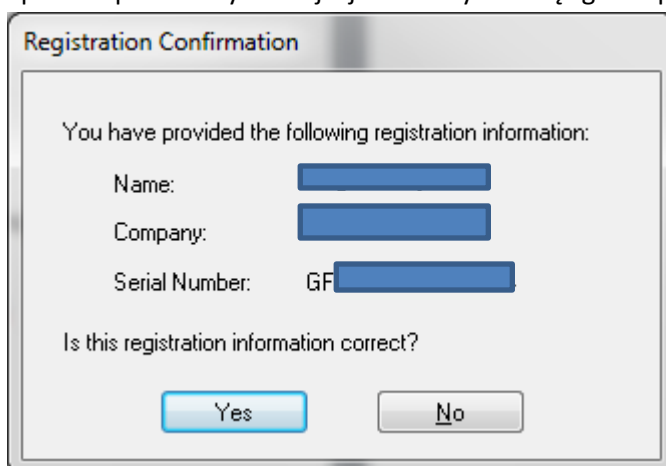 Registration Confirmation
You have provided the following registration information:
Name:
Company:
Serial Number: GF
Is this registration information correct?
Yes No